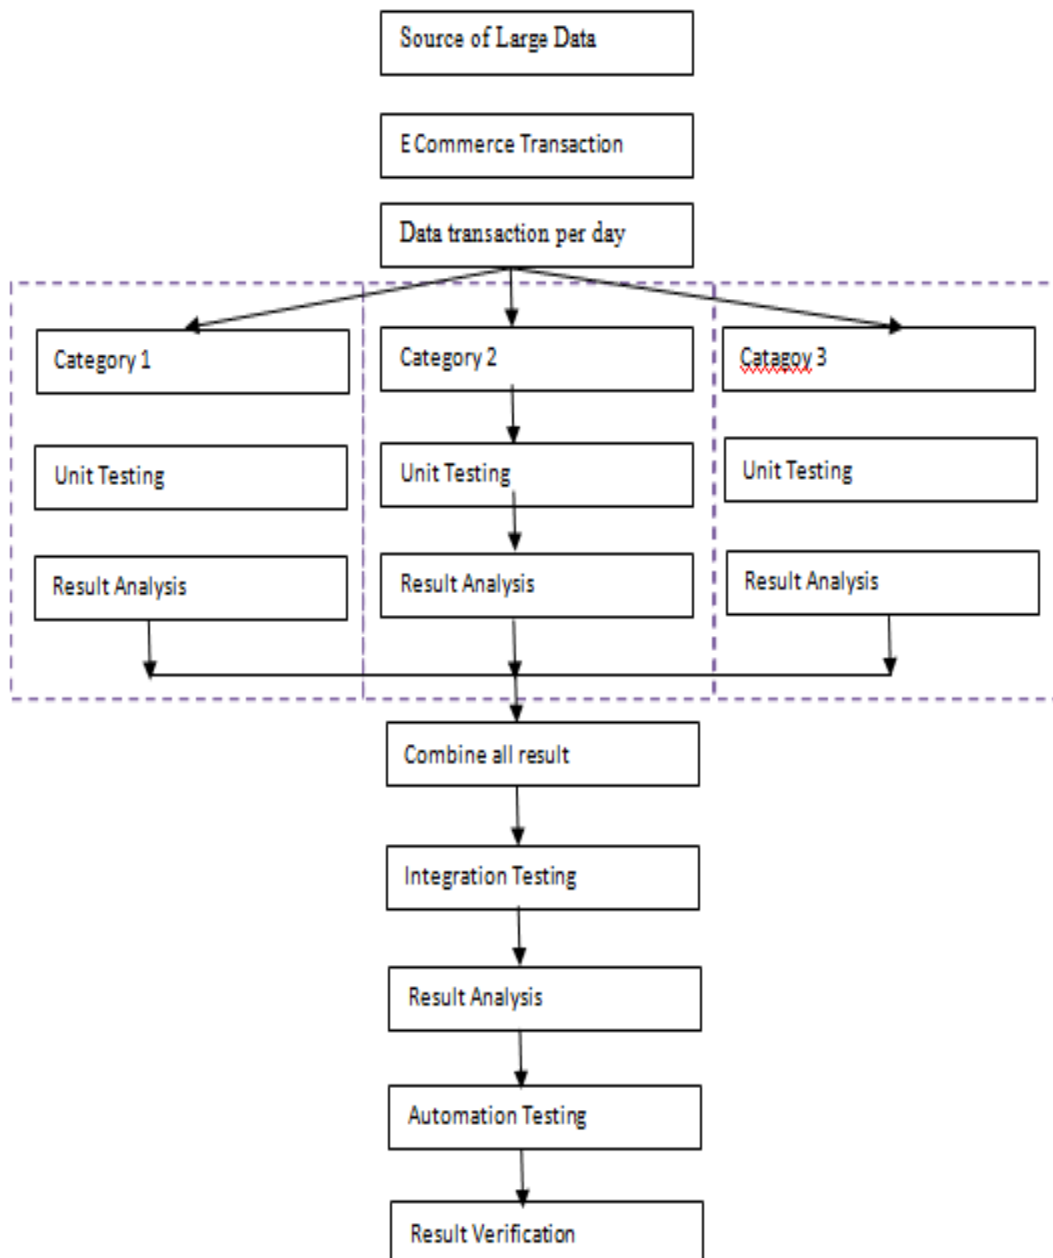 Source of Large Data
E Commerce Transaction
Data transaction per day
Category 1
Category 2
Catagoy 3
Unit Testing
Unit Testing
Unit Testing
Result Analysis
Result Analysis
Result Analysis
Combine all result
Integration Testing
Result Analysis
Automation Testing
Result Verification